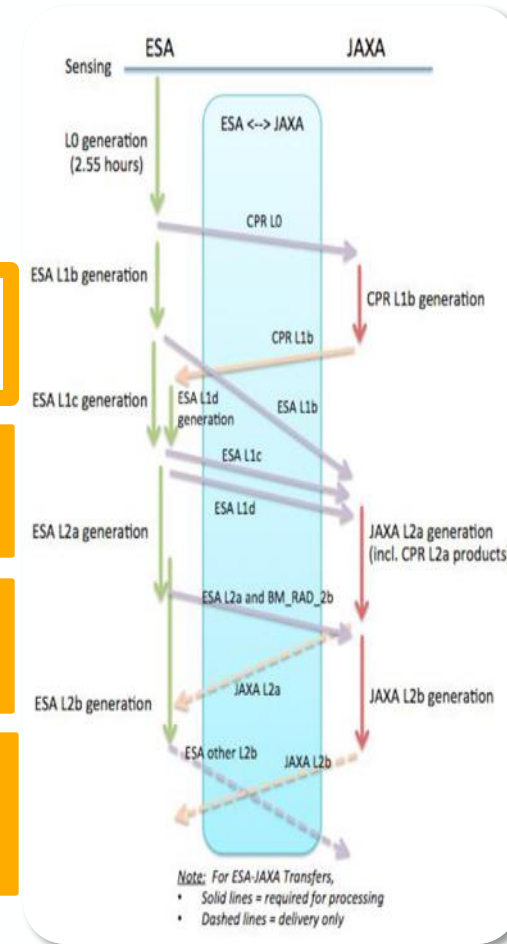 ESA
JAXA
Sensing
ESA <--> JAXA
L0 generation
(2.55 hours)
CPR L0
ESA L1b generation
CPR L1b generation
CPR L1b
ESA L1c generation
ESA L1d
generation
ESA L1b
ESA L1c
ESA L1d
ESA L2a generation
JAXA L2a generation
(incl. CPR L2a products)
ESA L2a and BM_RAD_2b
JAXA L2a
ESA L2b generation
JAXA L2b generation
ESA other L2b
JAXA L2b
Note: For ESA-JAXA Transfers,
• Solid lines = required for processing
• Dashed lines = delivery only